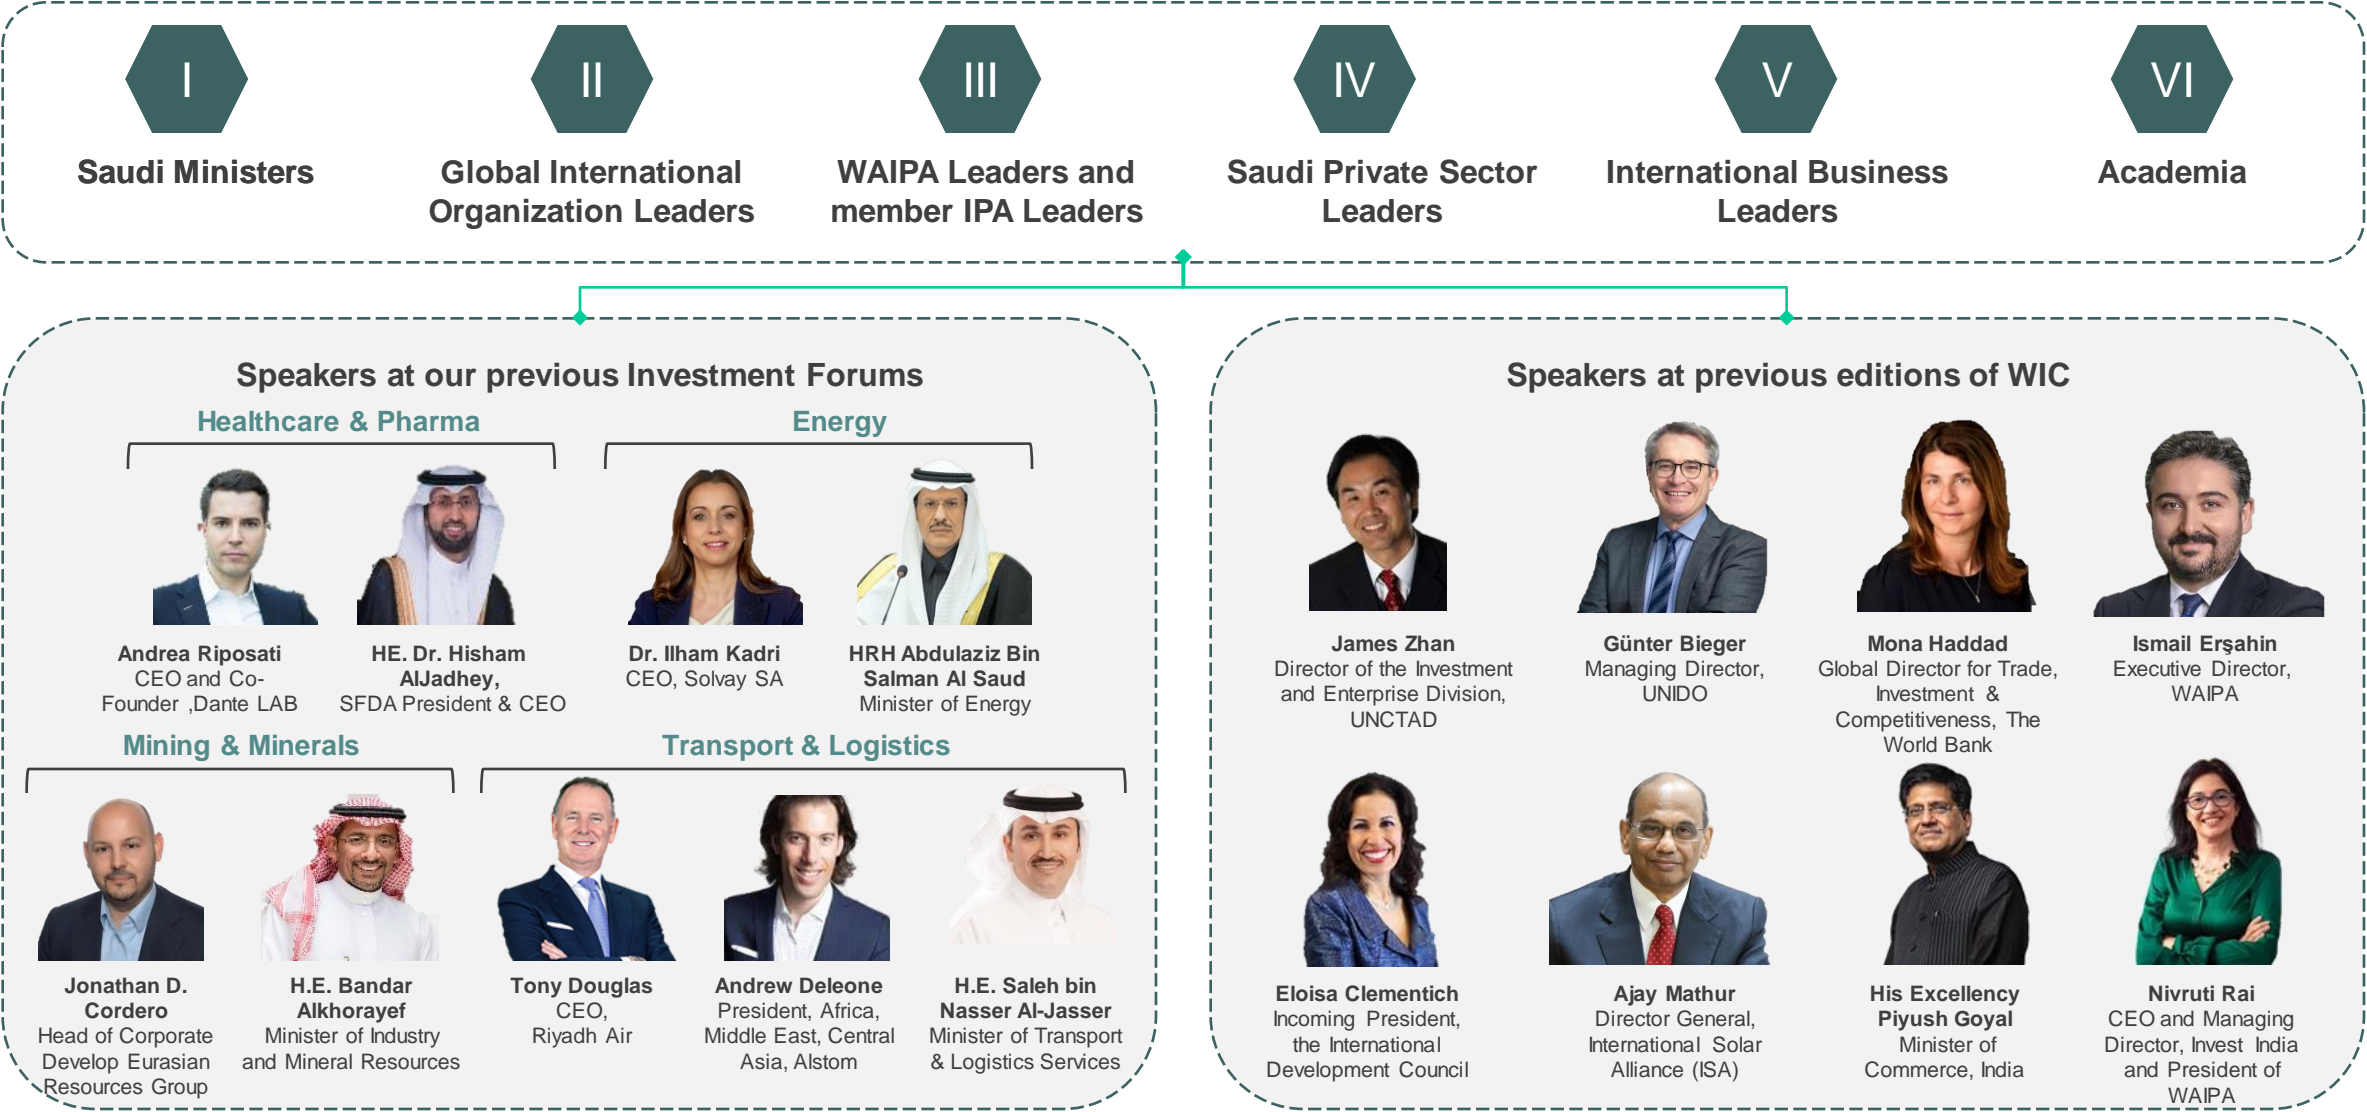 I
II
III
IV
V
VI
Saudi Ministers
Global International
Organization Leaders
WAIPA Leaders and
member IPA Leaders
Saudi Private Sector
Leaders
International Business
Leaders
Academia
Speakers at our previous Investment Forums
Healthcare & Pharma
Energy
Andrea Riposati
CEO and Co-
Founder ,Dante LAB
HE. Dr. Hisham
AlJadhey,
SFDA President & CEO
Dr. Ilham Kadri
CEO, Solvay SA
HRH Abdulaziz Bin
Salman Al Saud
Minister of Energy
Mining & Minerals
Transport & Logistics
Jonathan D.
Cordero
Head of Corporate
Develop Eurasian
Resources Group
H.E. Bandar
Alkhorayef
Minister of Industry
and Mineral Resources
Tony Douglas
CEO,
Riyadh Air
Andrew Deleone
President, Africa,
Middle East, Central
Asia, Alstom
H.E. Saleh bin
Nasser Al-Jasser
Minister of Transport
& Logistics Services
Speakers at previous editions of WIC
James Zhan
Director of the Investment
and Enterprise Division,
UNCTAD
Günter Bieger
Managing Director,
UNIDO
Mona Haddad
Global Director for Trade,
Investment &
Competitiveness, The
World Bank
Ismail Erşahin
Executive Director,
WAIPA
Eloisa Clementich
Incoming President,
the International
Development Council
Ajay Mathur
Director General,
International Solar
Alliance (ISA)
His Excellency
Piyush Goyal
Minister of
Commerce, India
Nivruti Rai
CEO and Managing
Director, Invest India
and President of
WAIPA